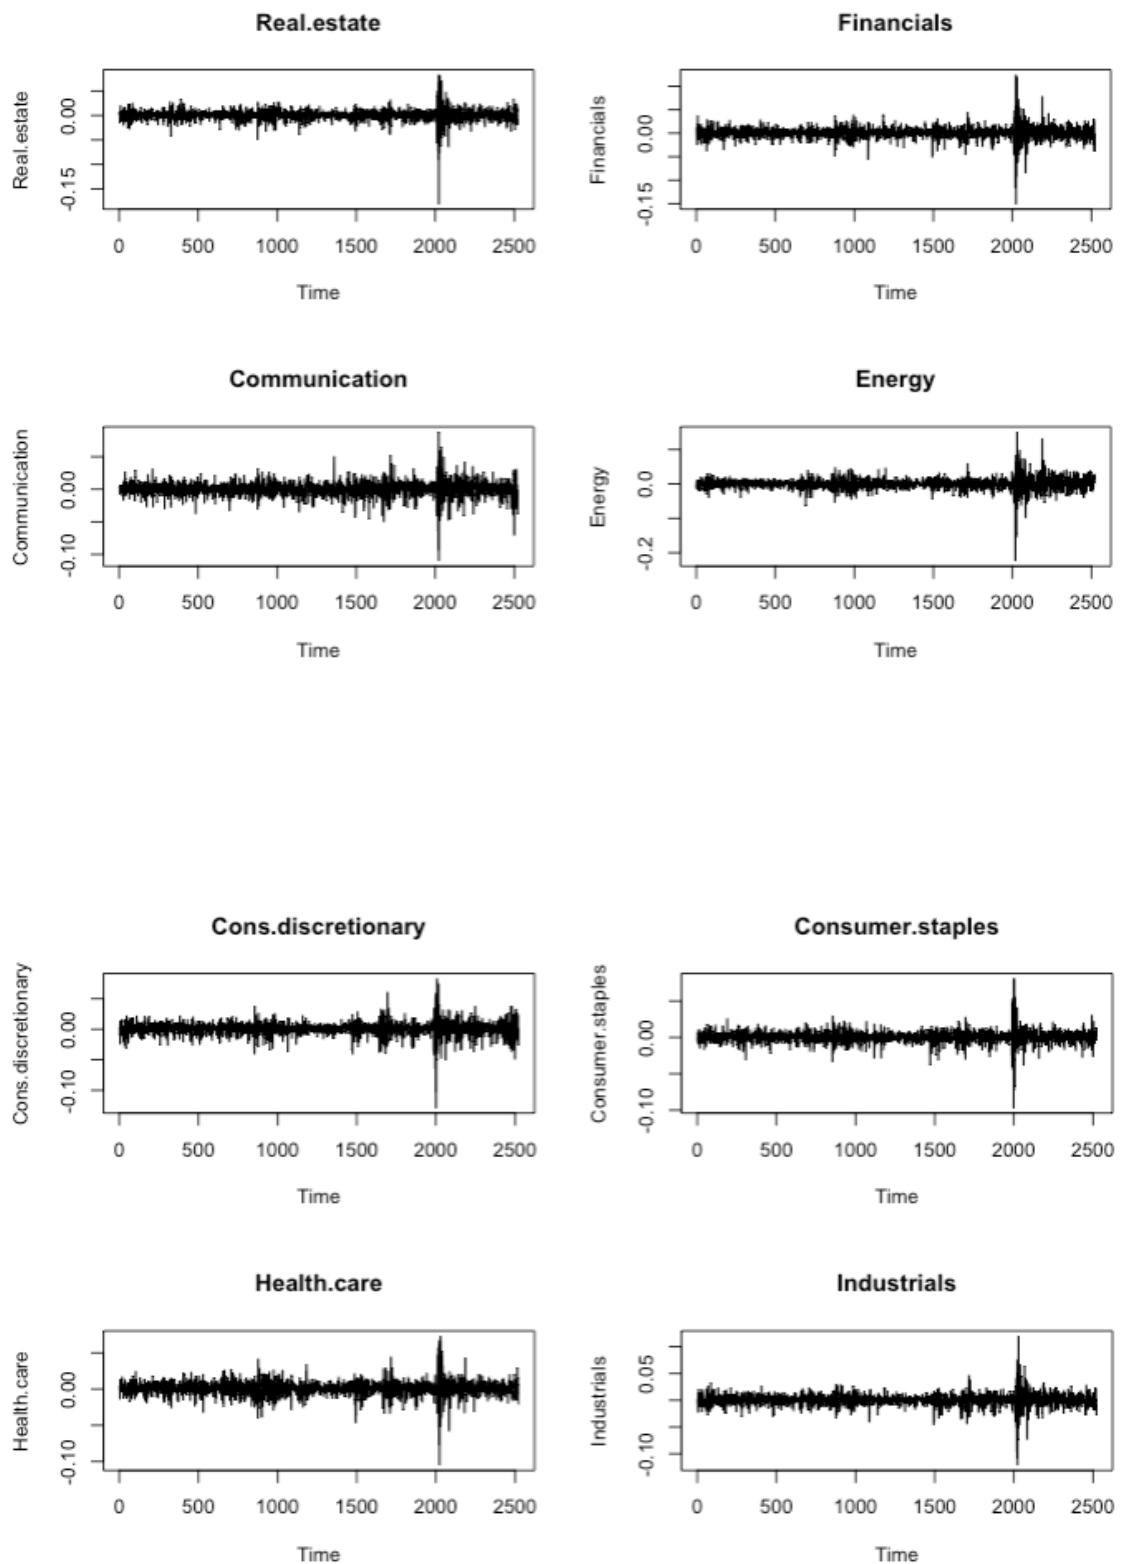 Real.estate
Real.estate
0.00
-0.15
0 500 1000 1500 2000 2500
Time
Financials
Financials
0.00
-0.15
0 500 1000 1500 2000 2500
Time
Communication
Communication
0.00
-0.10
0 500 1000 1500 2000 2500
Time
Energy
Energy
0.0
-0.2
0 500 1000 1500 2000 2500
Time
Cons.discretionary
Cons.discretionary
0.00
-0.10
0 500 1000 1500 2000 2500
Time
Consumer.staples
Consumer.staples
0.00
-0.10
0 500 1000 1500 2000 2500
Time
Health.care
Health.care
0.00
-0.10
0 500 1000 1500 2000 2500
Time
Industrials
Industrials
0.05
-0.10
0 500 1000 1500 2000 2500
Time